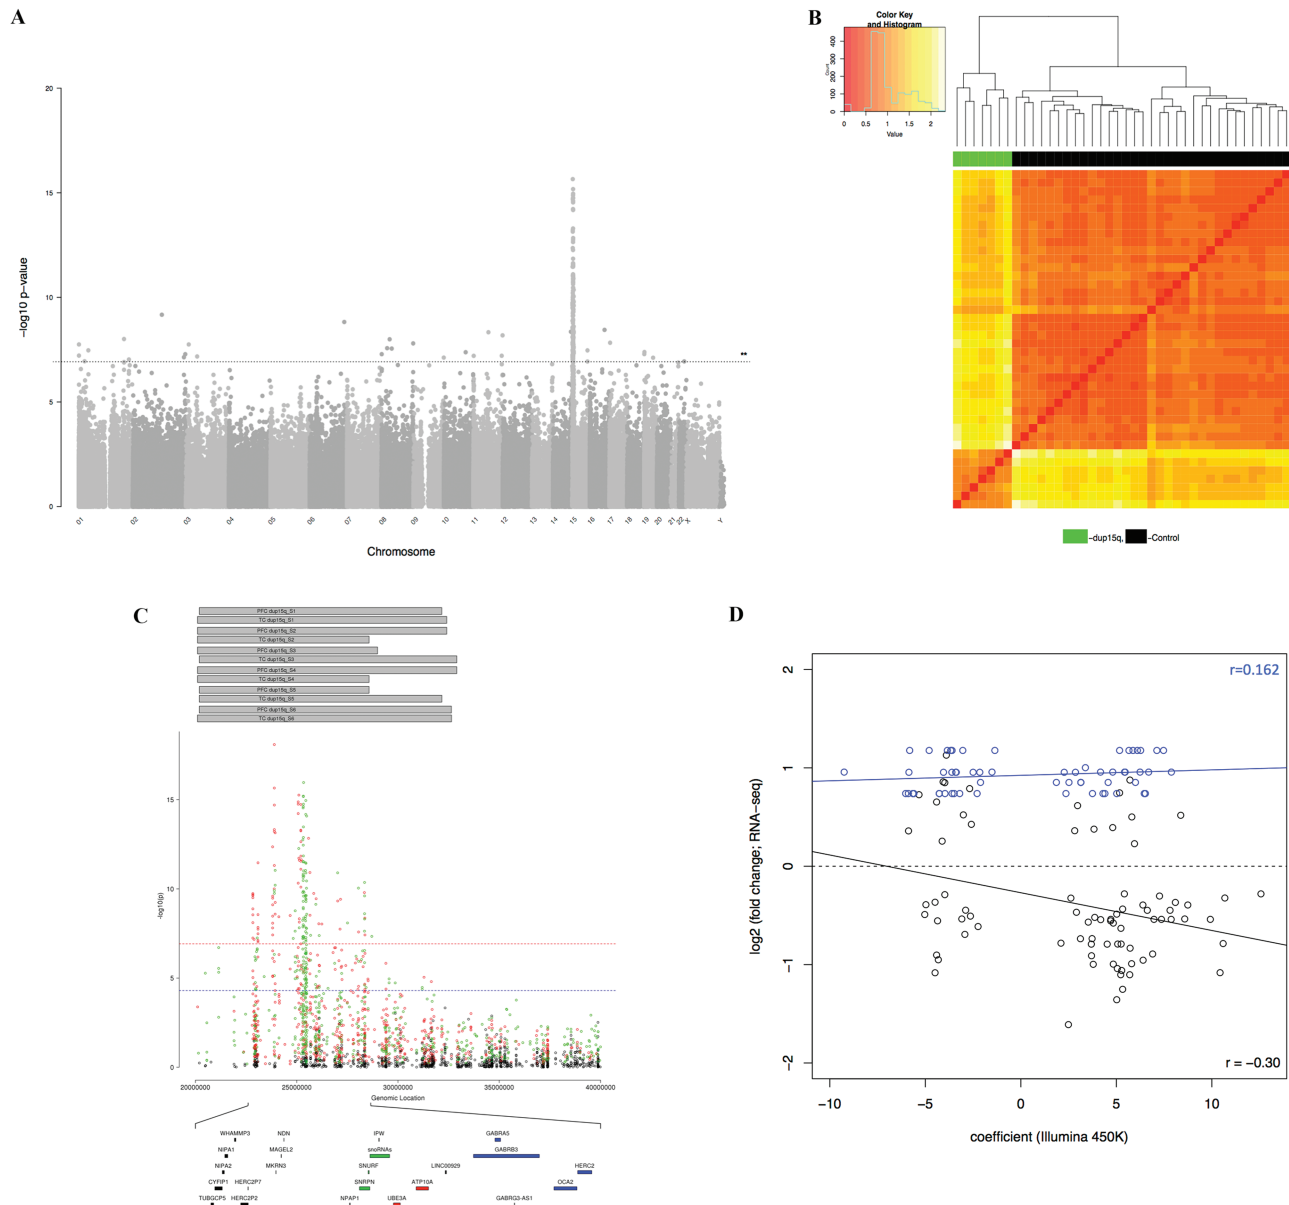 A
20
15
10
5
0
−log10 p−value
**
01 02 03 04 05 06 07 08 09 10 11 12 13 14 15 16 17 18 19 20 21 22 X Y
Chromosome
B
Color Key
and Histogram
Count
0 100 200 300 400
0 0.5 1 1.5 2
Value
-dup15q, -Control
C
PFC dup15q_S1
TC dup15q_S1
PFC dup15q_S2
TC dup15q_S2
PFC dup15q_S3
TC dup15q_S3
PFC dup15q_S4
TC dup15q_S4
PFC dup15q_S5
TC dup15q_S5
PFC dup15q_S6
TC dup15q_S6
-log10(p)
15
10
5
0
20000000 25000000 30000000 35000000 40000000
Genomic Location
WHAMMP3 NDN IPW GABRA5
NIPA1 MAGEL2 snoRNAs GABRB3
NIPA2 MKRN3 SNURF LINC00929 HERC2
CYFIP1 HERC2P7 SNRPN ATP10A OCA2
TUBGCP5 HERC2P2 NPAP1 UBE3A GABRG3-AS1
D
r=0.162
2
1
0
−1
−2
log2 (fold change; RNA−seq)
r = −0.30
−10 −5 0 5 10
coefficient (Illumina 450K)